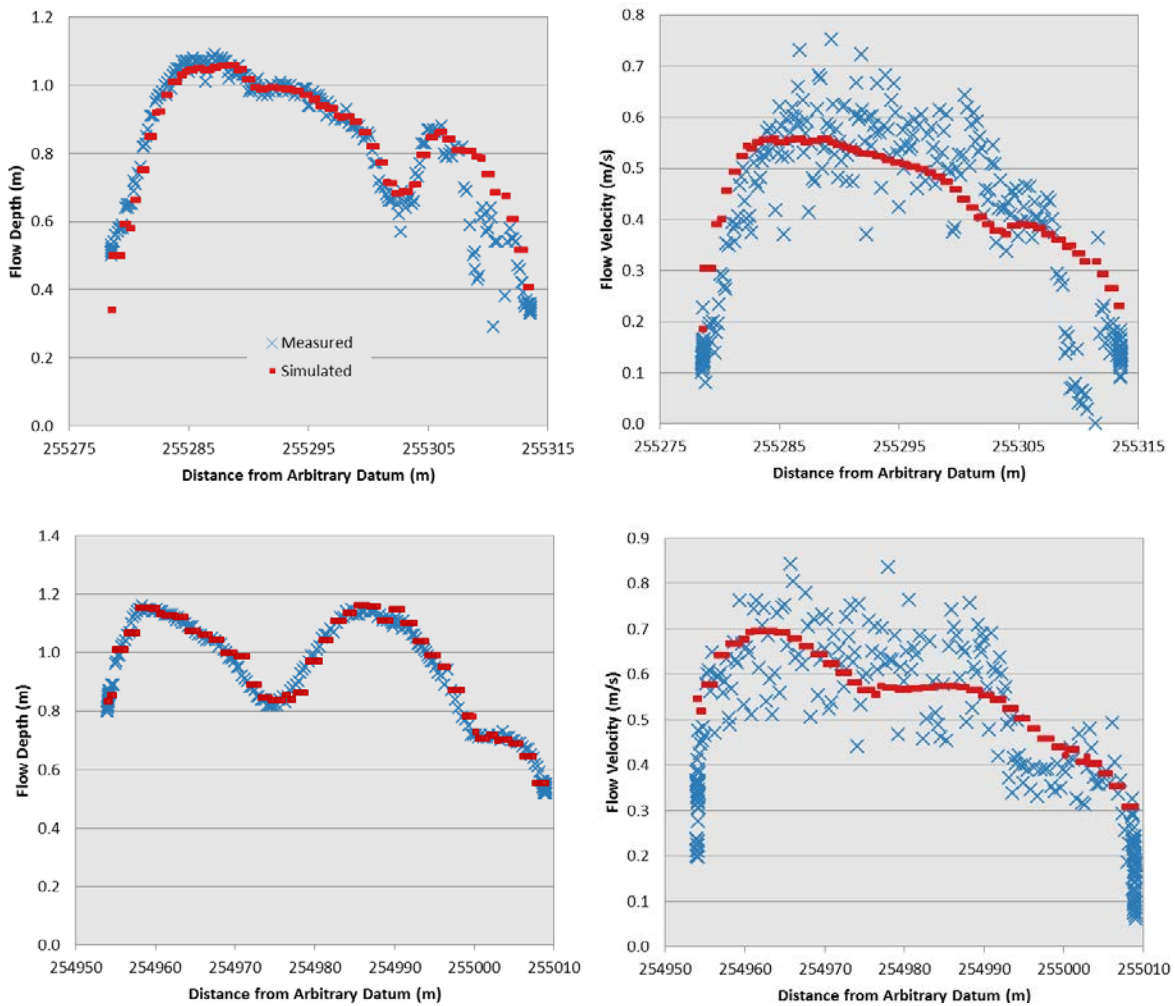 Flow Depth (m)
1.2
1.0
0.8
0.6
0.4
0.2
0.0
Measured
Simulated
255275 255285 255295 255305 255315
Distance from Arbitrary Datum (m)
Flow Velocity (m/s)
0.8
0.7
0.6
0.5
0.4
0.3
0.2
0.1
0.0
255275 255285 255295 255305 255315
Distance from Arbitrary Datum (m)
Flow Depth (m)
1.4
1.2
1.0
0.8
0.6
0.4
0.2
0.0
254950 254960 254970 254980 254990 255000 255010
Distance from Arbitrary Datum (m)
Flow Velocity (m/s)
0.9
0.8
0.7
0.6
0.5
0.4
0.3
0.2
0.1
0.0
254950 254960 254970 254980 254990 255000 255010
Distance from Arbitrary Datum (m)